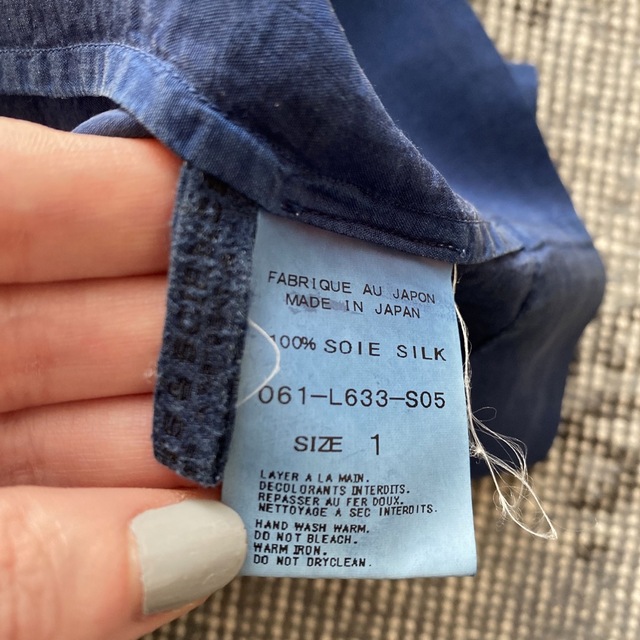 FABRIQUE AU JAPON
MADE IN JAPAN
100% SOIE SILK
061-L633-S05
SIZE 1
LAYER A LA MAIN.
DECOLORANTS INTERDITS.
REPASSER AU FER DOUX.
NETTOYAGE A SEC INTERDITS.
HAND WASH WARM.
DO NOT BLEACH.
WARM IRON.
DO NOT DRYCLEAN.